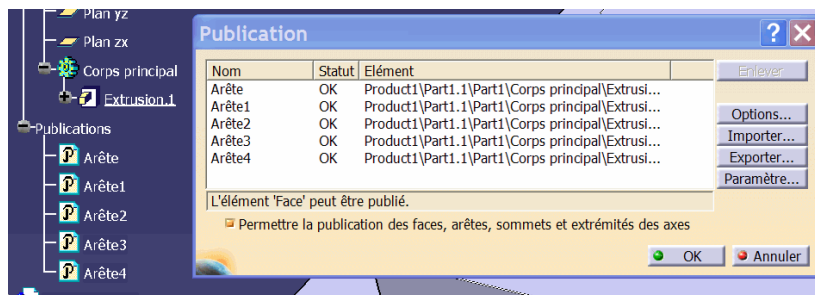 Plan yz
Plan zx
Corps principal
Extrusion.1
Publications
Arête
Arête1
Arête2
Arête3
Arête4
Publication
Nom Statut Elément
Arête OK Product1\Part1.1\Part1\Corps principal\Extrusi...
Arête1 OK Product1\Part1.1\Part1\Corps principal\Extrusi...
Arête2 OK Product1\Part1.1\Part1\Corps principal\Extrusi...
Arête3 OK Product1\Part1.1\Part1\Corps principal\Extrusi...
Arête4 OK Product1\Part1.1\Part1\Corps principal\Extrusi...
Enlever
Options...
Importer...
Exporter...
Paramètre...
L'élément 'Face' peut être publié.
Permettre la publication des faces, arêtes, sommets et extrémités des axes
OK Annuler